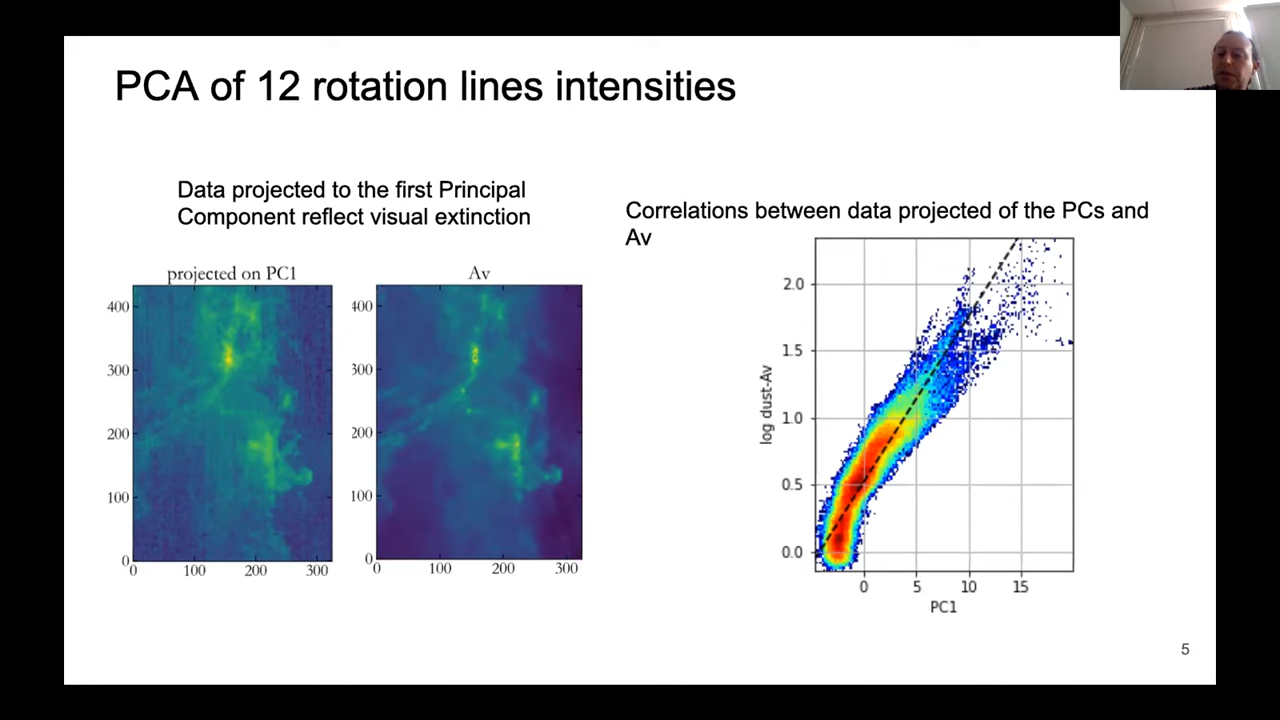 PCA of 12 rotation lines intensities
Data projected to the first Principal
Component reflect visual extinction
projected on PC1
400
300
200
100
0
0 100 200 300
Av
400
300
200
100
0
0 100 200 300
Correlations between data projected of the PCs and
Av
log dust-Av
2.0
1.5
1.0
0.5
0.0
0 5 10 15
PC1
5